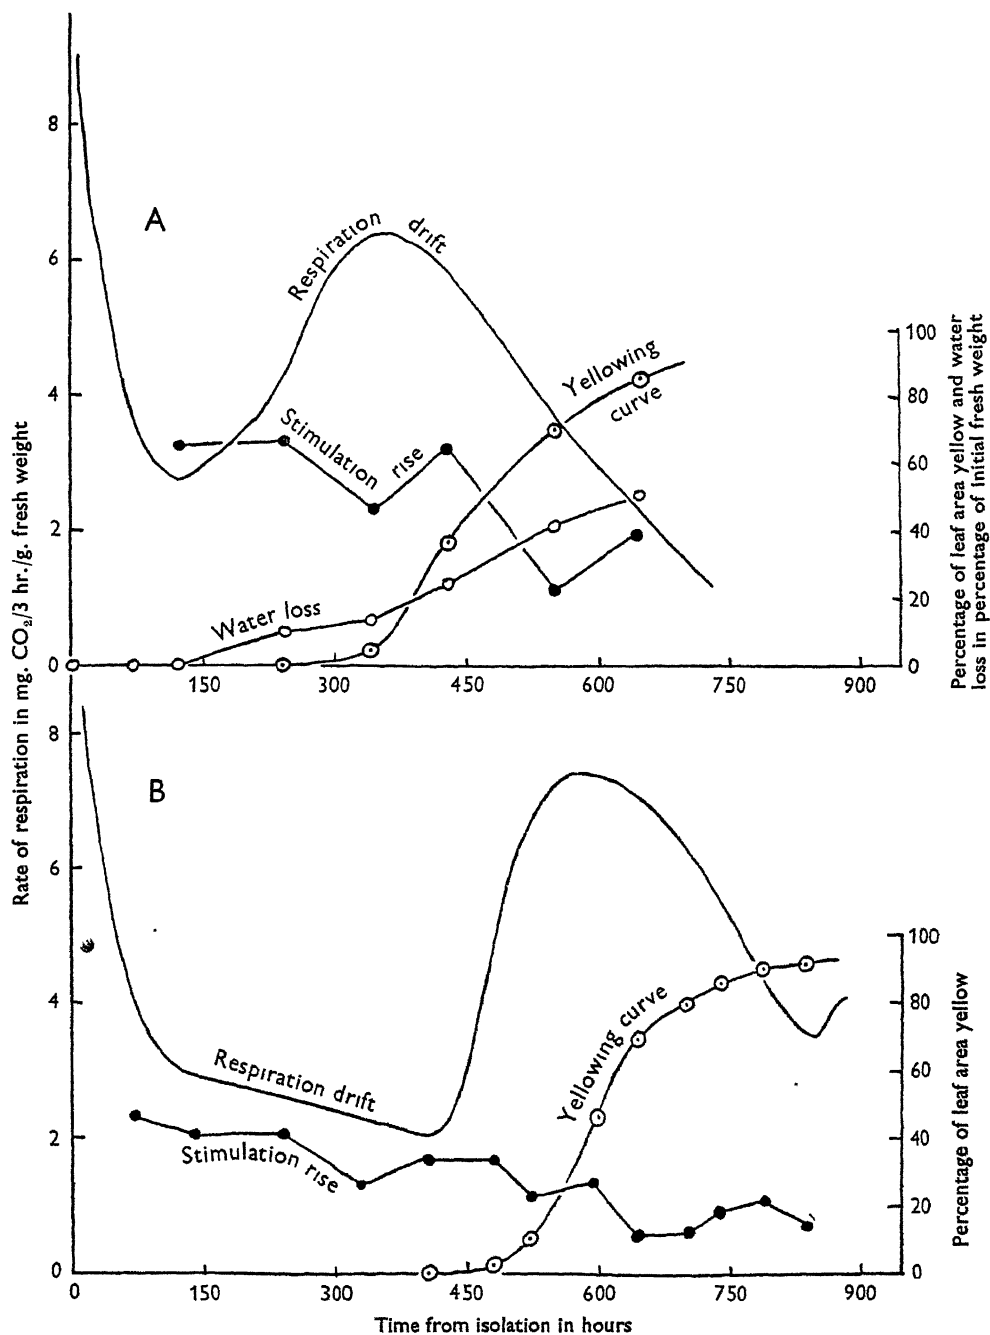 8
6
4
2
0
A
Respiration drift
Stimulation rise
Yellowing curve
Water loss
100
80
60
40
20
0
150 300 450 600 750 900
Rate of respiration in mg. CO₂/3 hr./g. fresh weight
Percentage of leaf area yellow and water
loss in percentage of initial fresh weight
8
6
4
2
0
B
Respiration drift
Stimulation rise
Yellowing curve
100
80
60
40
20
0
Percentage of leaf area yellow
0 150 300 450 600 750 900
Time from isolation in hours